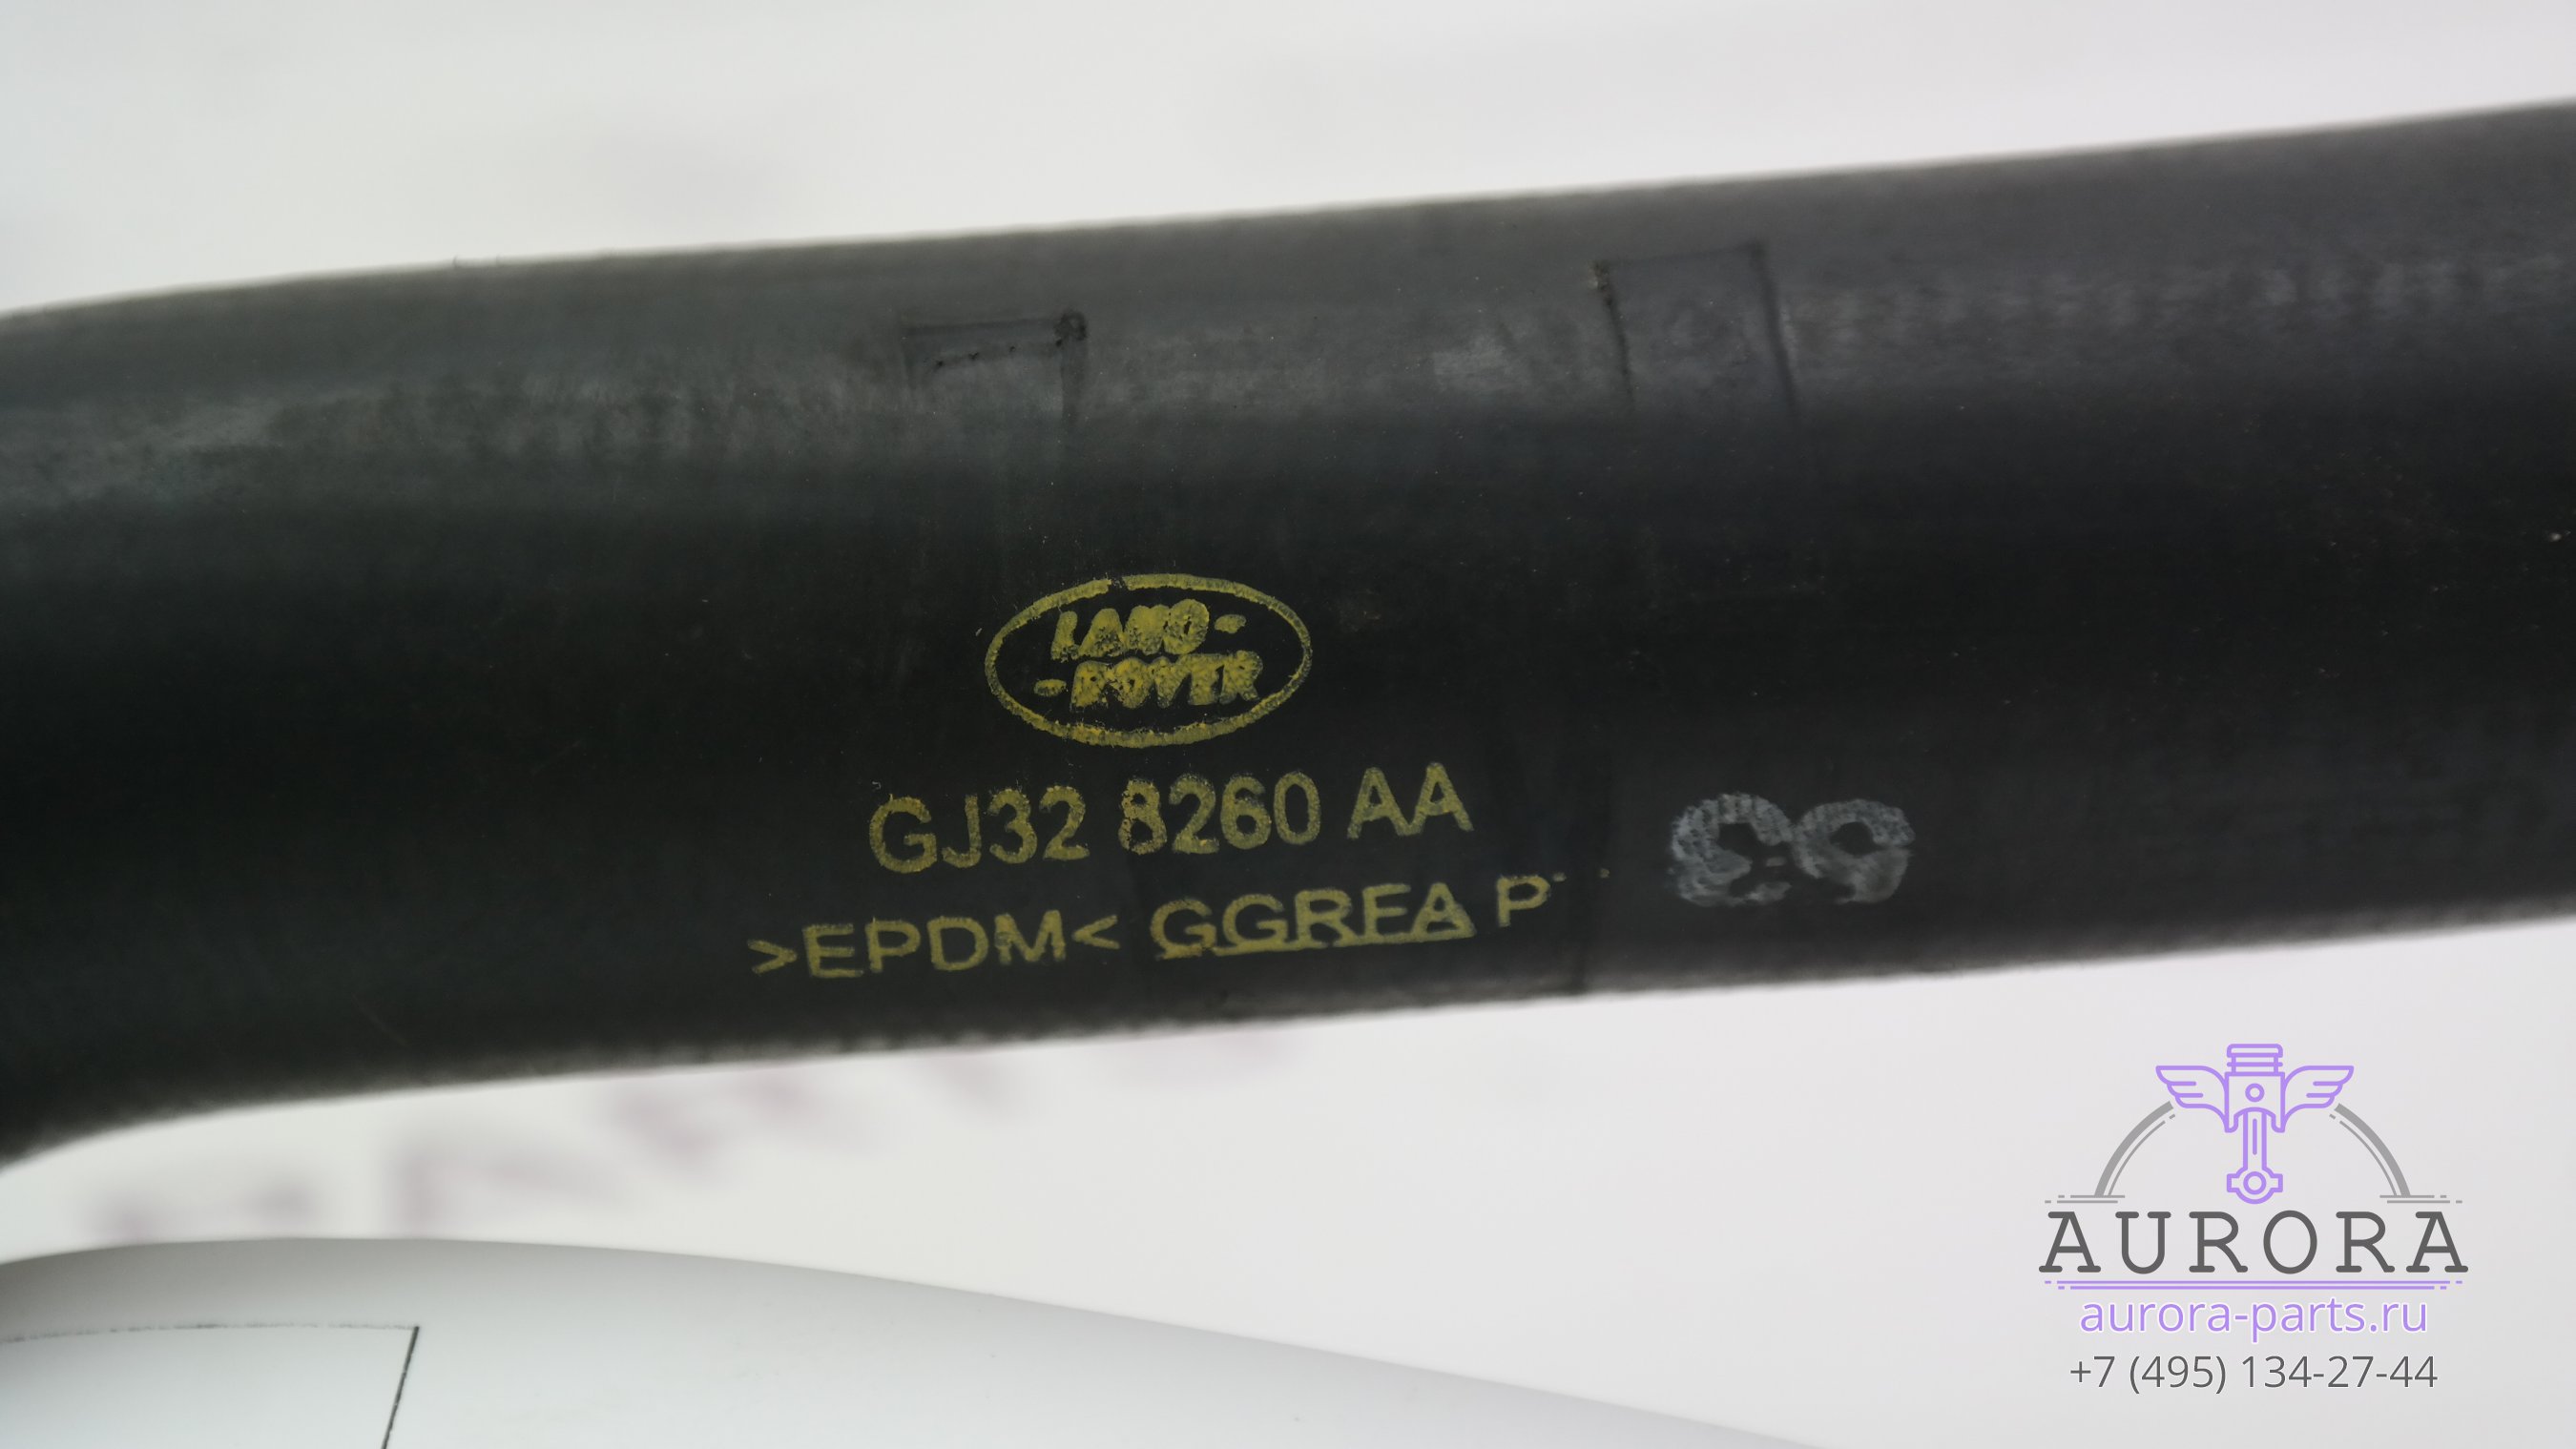 LAND-
-ROVER
GJ32 8260 AA
>EPDM< GGREA P
AURORA
aurora-parts.ru
+7 (495) 134-27-44